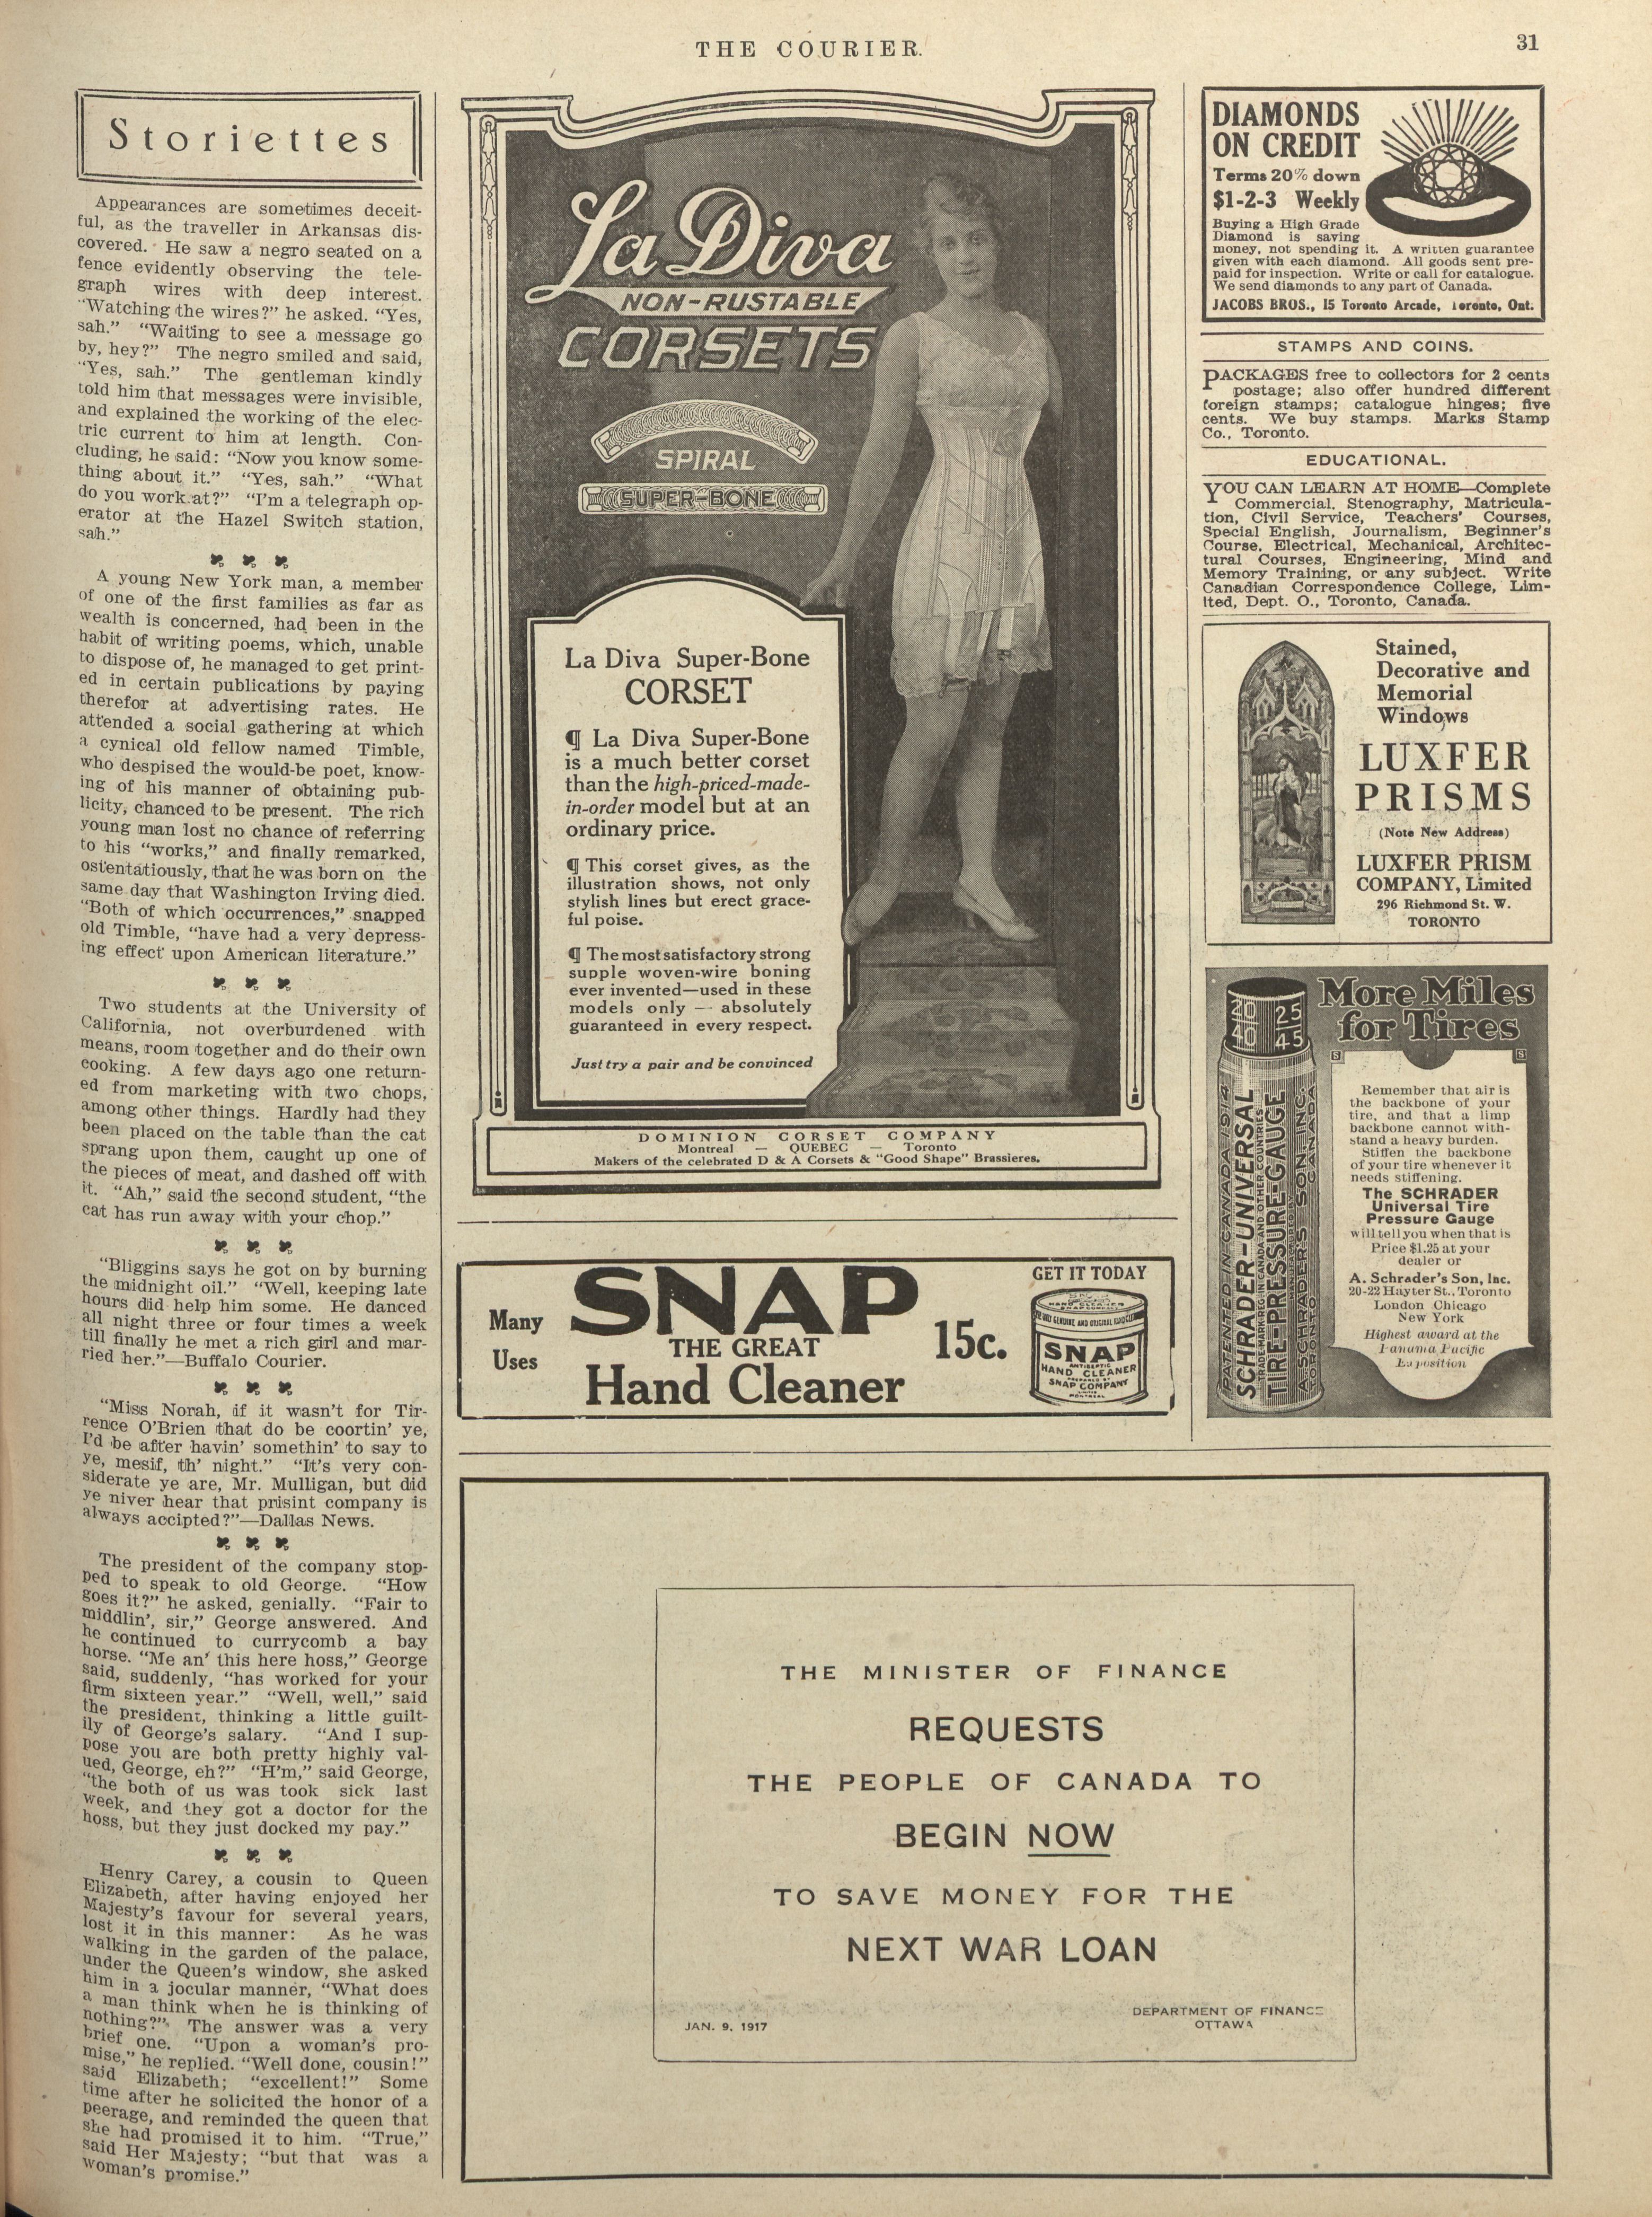 THE COURIER.
31
Storiettes
Appearances are sometimes deceit-
ful, as the traveller in Arkansas dis-
covered. He saw a negro seated on a
fence evidently observing the tele-
graph wires with deep interest.
"Watching the wires?" he asked. "Yes,
sah." "Waiting to see a message go
by, hey?" The negro smiled and said,
"Yes, sah." The gentleman kindly
told him that messages were invisible,
and explained the working of the elec-
tric current to him at length. Con-
cluding, he said: "Now you know some-
thing about it." "Yes, sah." "What
do you work at?" "I'm a telegraph op-
erator at the Hazel Switch station,
sah."
A young New York man, a member
of one of the first families as far as
wealth is concerned, had been in the
habit of writing poems, which, unable
to dispose of, he managed to get print-
ed in certain publications by paying
therefor at advertising rates. He
attended a social gathering at which
a cynical old fellow named Timble,
who despised the would-be poet, know-
ing of his manner of obtaining pub-
licity, chanced to be present. The rich
young man lost no chance of referring
to his "works," and finally remarked,
ostentatiously, that he was born on the
same day that Washington Irving died.
"Both of which occurrences," snapped
old Timble, "have had a very depress-
ing effect upon American literature."
Two students at the University of
California, not overburdened with
means, room together and do their own
cooking. A few days ago one return-
ed from marketing with two chops,
among other things. Hardly had they
been placed on the table than the cat
sprang upon them, caught up one of
the pieces of meat, and dashed off with
it. "Ah," said the second student, "the
cat has run away with your chop."
"Bliggins says he got on by burning
the midnight oil." "Well, keeping late
hours did help him some. He danced
all night three or four times a week
till finally he met a rich girl and mar-
ried her."—Buffalo Courier.
"Miss Norah, if it wasn't for Tir-
rence O'Brien that do be coortin' ye,
I'd be after havin' somethin' to say to
ye, mesif, th' night." "It's very con-
siderate ye are, Mr. Mulligan, but did
ye niver hear that prisint company is
always accipted?"—Dallas News.
The president of the company stop-
ped to speak to old George. "How
goes it?" he asked, genially. "Fair to
middlin', sir," George answered. And
he continued to currycomb a bay
horse. "Me an' this here hoss," George
said, suddenly, "has worked for your
firm sixteen year." "Well, well," said
the president, thinking a little guilt-
ily of George's salary. "And I sup-
pose you are both pretty highly val-
ued, George, eh?" "H'm," said George,
"the both of us was took sick last
week, and they got a doctor for the
hoss, but they just docked my pay."
Henry Carey, a cousin to Queen
Elizabeth, after having enjoyed her
Majesty's favour for several years,
lost it in this manner: As he was
walking in the garden of the palace,
under the Queen's window, she asked
him in a jocular manner, "What does
a man think when he is thinking of
nothing?" The answer was a very
brief one. "Upon a woman's pro-
mise," he replied. "Well done, cousin!"
said Elizabeth; "excellent!" Some
time after he solicited the honor of a
peerage, and reminded the queen that
she had promised it to him. "True,"
said Her Majesty; "but that was a
woman's promise."
La Diva
NON-RUSTABLE
CORSETS
SPIRAL
SUPER-BONE
La Diva Super-Bone
CORSET
¶ La Diva Super-Bone
is a much better corset
than the high-priced-made-
in-order model but at an
ordinary price.
¶ This corset gives, as the
illustration shows, not only
stylish lines but erect grace-
ful poise.
¶ The most satisfactory strong
supple woven-wire boning
ever invented—used in these
models only — absolutely
guaranteed in every respect.
Just try a pair and be convinced
DOMINION CORSET COMPANY
Montreal — QUEBEC — Toronto
Makers of the celebrated D & A Corsets & "Good Shape" Brassieres.
Many
Uses
SNAP
THE GREAT
Hand Cleaner
15c.
GET IT TODAY
HAND CLEANER
THE ONLY GENUINE AND ORIGINAL HAND CLEANER
SNAP
ANTISEPTIC
HAND CLEANER
PREPARED BY
SNAP COMPANY
LIMITED
MONTREAL
DIAMONDS
ON CREDIT
Terms 20% down
$1-2-3 Weekly
Buying a High Grade
Diamond is saving
money, not spending it. A written guarantee
given with each diamond. All goods sent pre-
paid for inspection. Write or call for catalogue.
We send diamonds to any part of Canada.
JACOBS BROS., 15 Toronto Arcade, Toronto, Ont.
STAMPS AND COINS.
PACKAGES free to collectors for 2 cents
postage; also offer hundred different
foreign stamps; catalogue hinges; five
cents. We buy stamps. Marks Stamp
Co., Toronto.
EDUCATIONAL.
YOU CAN LEARN AT HOME—Complete
Commercial, Stenography, Matricula-
tion, Civil Service, Teachers' Courses,
Special English, Journalism, Beginner's
Course, Electrical, Mechanical, Architec-
tural Courses, Engineering, Mind and
Memory Training, or any subject. Write
Canadian Correspondence College, Lim-
ited, Dept. O., Toronto, Canada.
Stained,
Decorative and
Memorial
Windows
LUXFER
PRISMS
(Note New Address)
LUXFER PRISM
COMPANY, Limited
296 Richmond St. W.
TORONTO
More Miles
for Tires
20 25
40 45
PATENTED IN CANADA 1914
SCHRADER-UNIVERSAL
TRADE-MARK REG. IN CANADA AND OTHER COUNTRIES
TIRE-PRESSURE-GAUGE
MANUFACTURED BY
A. SCHRADER'S SON, INC.
TORONTO CANADA
Remember that air is
the backbone of your
tire, and that a limp
backbone cannot with-
stand a heavy burden.
Stiffen the backbone
of your tire whenever it
needs stiffening.
The SCHRADER
Universal Tire
Pressure Gauge
will tell you when that is
Price $1.25 at your
dealer or
A. Schrader's Son, Inc.
20-22 Hayter St., Toronto
London Chicago
New York
Highest award at the
Panama Pacific
Exposition
THE MINISTER OF FINANCE
REQUESTS
THE PEOPLE OF CANADA TO
BEGIN NOW
TO SAVE MONEY FOR THE
NEXT WAR LOAN
JAN. 9, 1917
DEPARTMENT OF FINANCE
OTTAWA